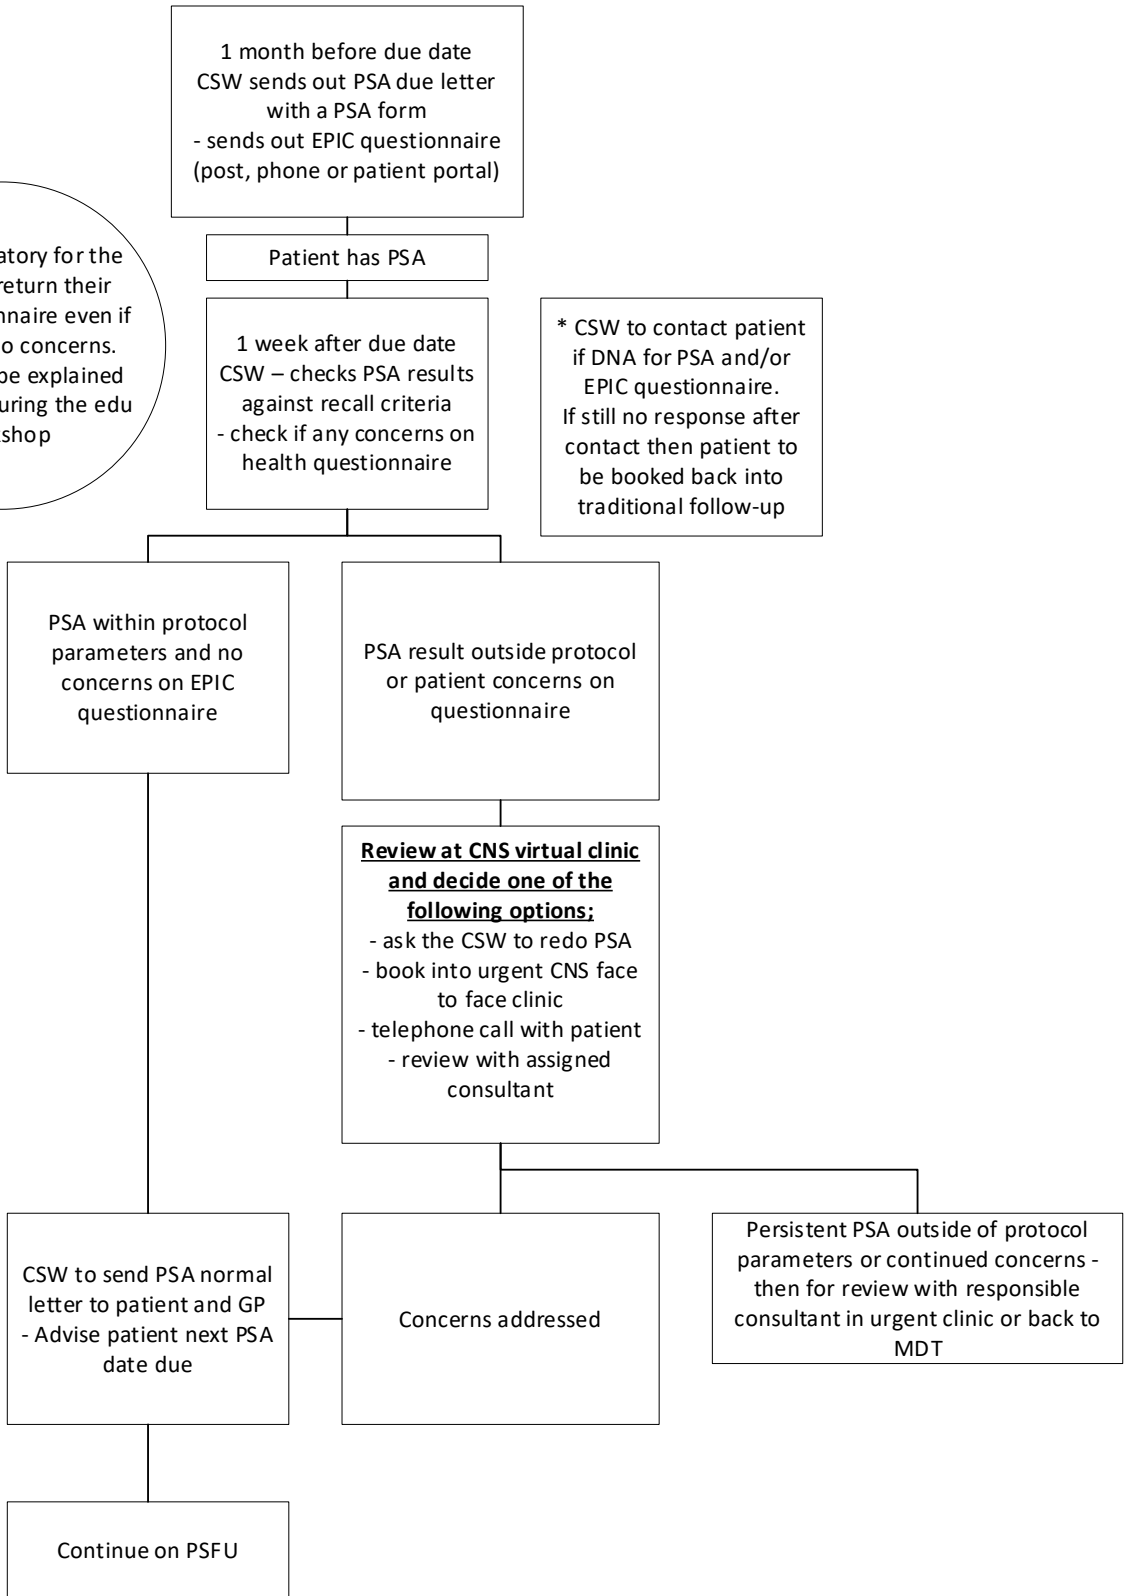 1 month before due date
CSW sends out PSA due letter
with a PSA form
- sends out EPIC questionnaire
(post, phone or patient portal)
Patient has PSA
for the
return their
even if
concerns.
be explained
the edu
1 week after due date
CSW – checks PSA results
against recall criteria
- check if any concerns on
health questionnaire
* CSW to contact patient
if DNA for PSA and/or
EPIC questionnaire.
If still no response after
contact then patient to
be booked back into
traditional follow-up
PSA within protocol
parameters and no
concerns on EPIC
questionnaire
PSA result outside protocol
or patient concerns on
questionnaire
Review at CNS virtual clinic
and decide one of the
following options;
- ask the CSW to redo PSA
- book into urgent CNS face
to face clinic
- telephone call with patient
- review with assigned
consultant
CSW to send PSA normal
letter to patient and GP
- Advise patient next PSA
date due
Concerns addressed
Persistent PSA outside of protocol
parameters or continued concerns -
then for review with responsible
consultant in urgent clinic or back to
MDT
Continue on PSFU